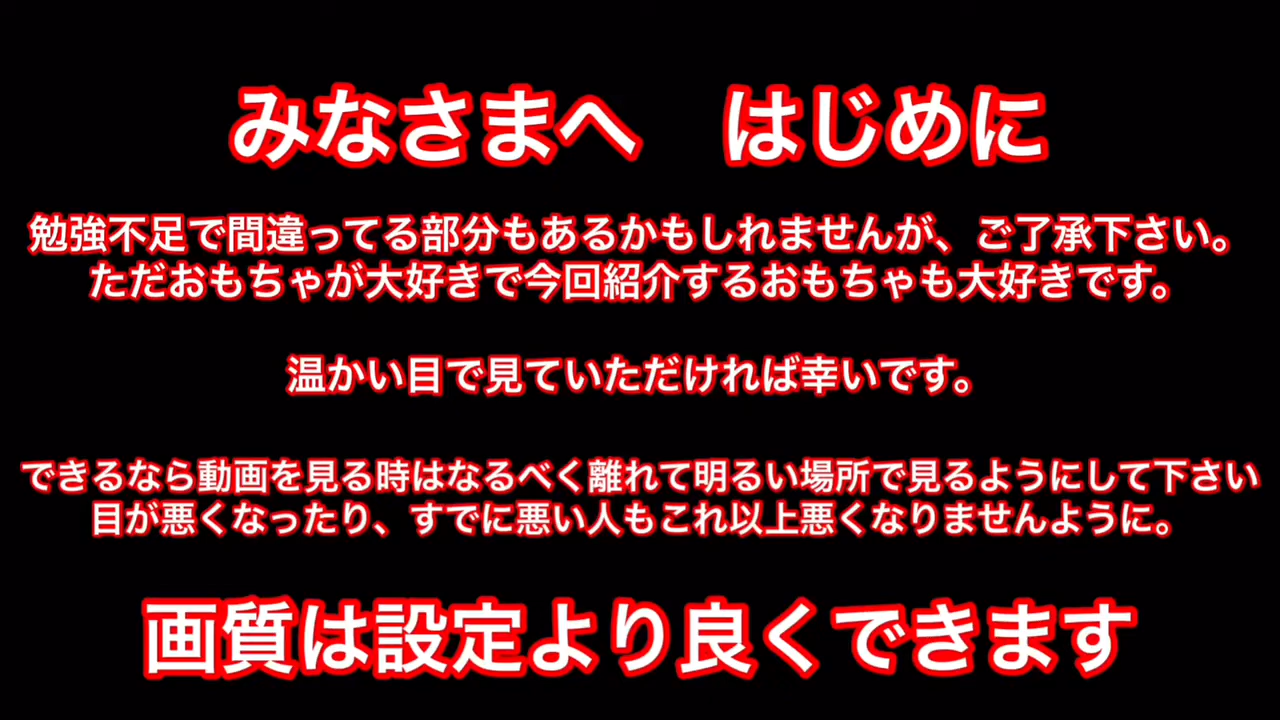 みなさまへ　はじめに
勉強不足で間違ってる部分もあるかもしれませんが、ご了承下さい。
ただおもちゃが大好きで今回紹介するおもちゃも大好きです。
温かい目で見ていただければ幸いです。
できるなら動画を見る時はなるべく離れて明るい場所で見るようにして下さい
目が悪くなったり、すでに悪い人もこれ以上悪くなりませんように。
画質は設定より良くできます